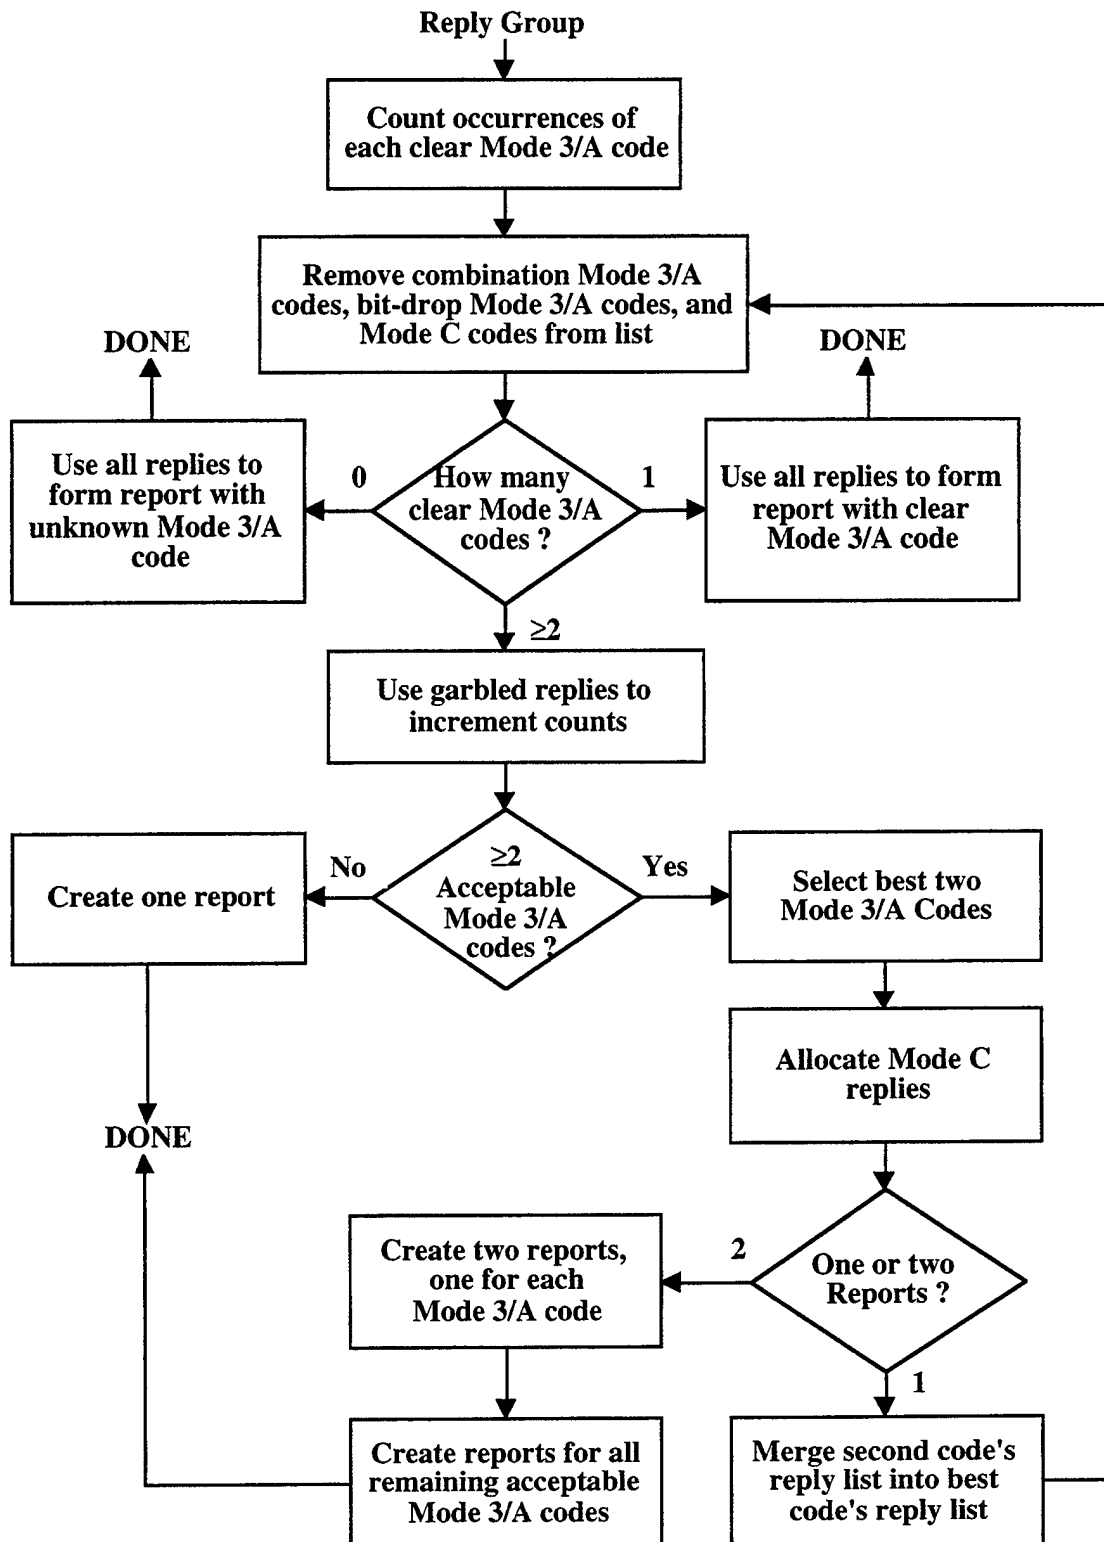 Reply Group
Count occurrences of
each clear Mode 3/A code
Remove combination Mode 3/A
codes, bit-drop Mode 3/A codes, and
Mode C codes from list
DONE
DONE
Use all replies to
form report with
unknown Mode 3/A
code
0
How many
clear Mode 3/A
codes ?
1
Use all replies to form
report with clear
Mode 3/A code
≥2
Use garbled replies to
increment counts
Create one report
No
≥2
Acceptable
Mode 3/A
codes ?
Yes
Select best two
Mode 3/A Codes
Allocate Mode C
replies
DONE
Create two reports,
one for each
Mode 3/A code
2
One or two
Reports ?
1
Create reports for all
remaining acceptable
Mode 3/A codes
Merge second code's
reply list into best
code's reply list